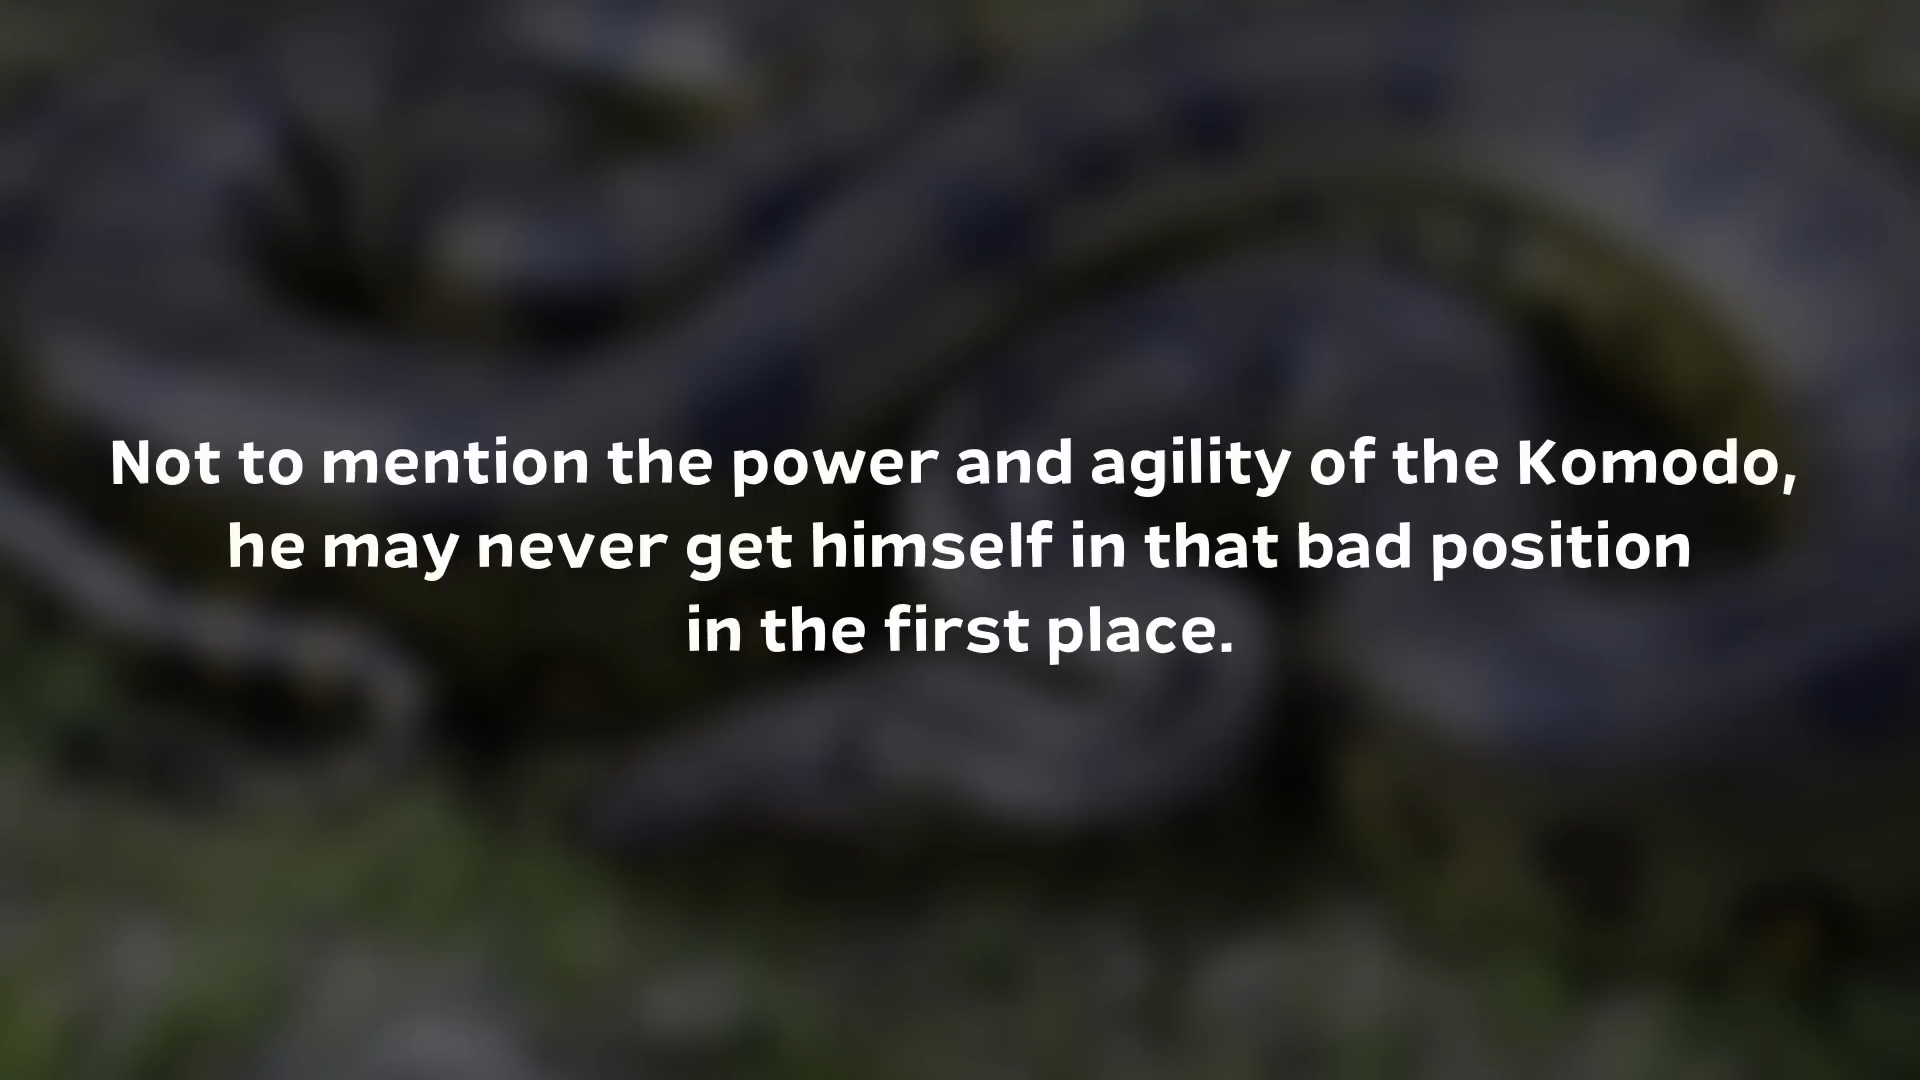 Not to mention the power and agility of the Komodo,
he may never get himself in that bad position
in the first place.